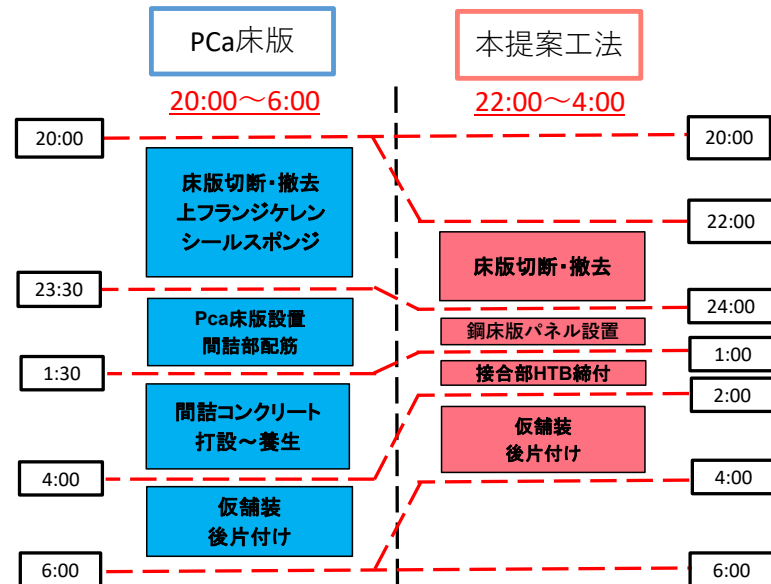 PCa床版
本提案工法
20:00～6:00
22:00～4:00
20:00
20:00
床版切断・撤去
上フランジケレン
シールスポンジ
22:00
床版切断・撤去
23:30
24:00
Pca床版設置
間詰部配筋
鋼床版パネル設置
1:00
1:30
接合部HTB締付
2:00
間詰コンクリート
打設～養生
仮舗装
後片付け
4:00
4:00
仮舗装
後片付け
6:00
6:00